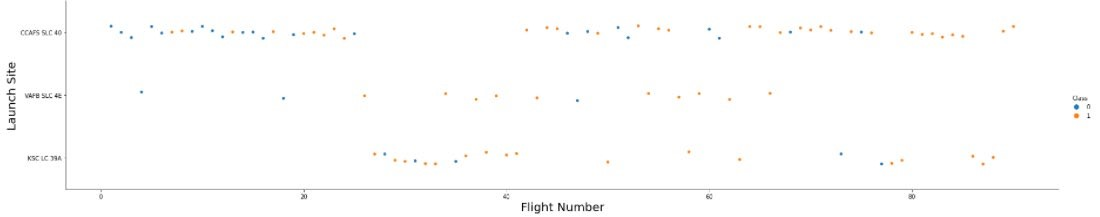 Launch Site
CCAFS SLC 40
VAFB SLC 4E
KSC LC 39A
0 20 40 60 80
Flight Number
Class
0
1